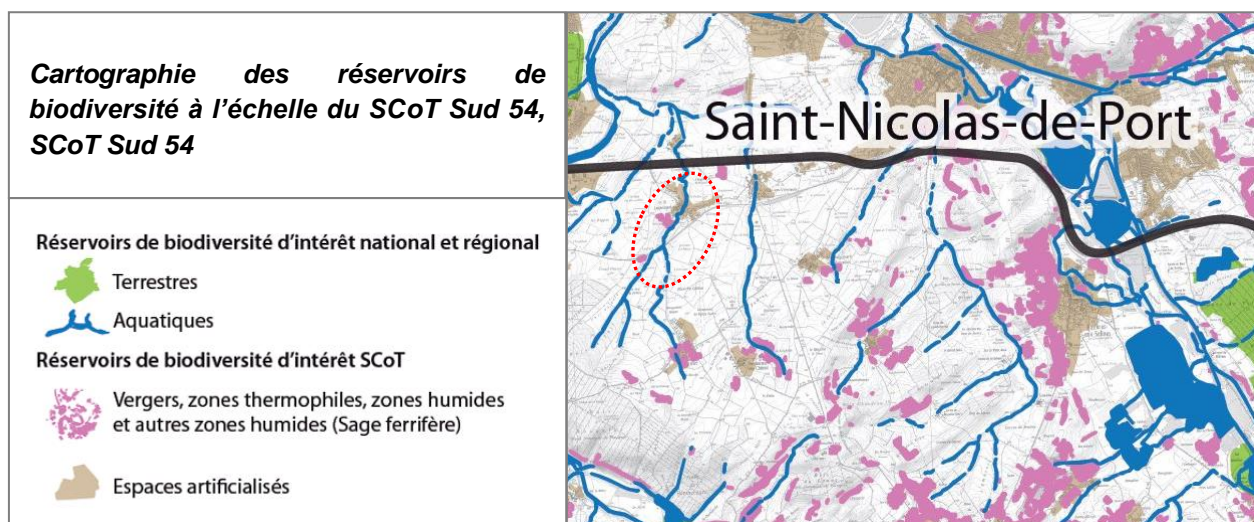 Cartographie des réservoirs de
biodiversité à l’échelle du SCoT Sud 54,
SCoT Sud 54
Réservoirs de biodiversité d’intérêt national et régional
Terrestres
Aquatiques
Réservoirs de biodiversité d’intérêt SCoT
Vergers, zones thermophiles, zones humides
et autres zones humides (Sage ferrifère)
Espaces artificialisés
Saint-Nicolas-de-Port